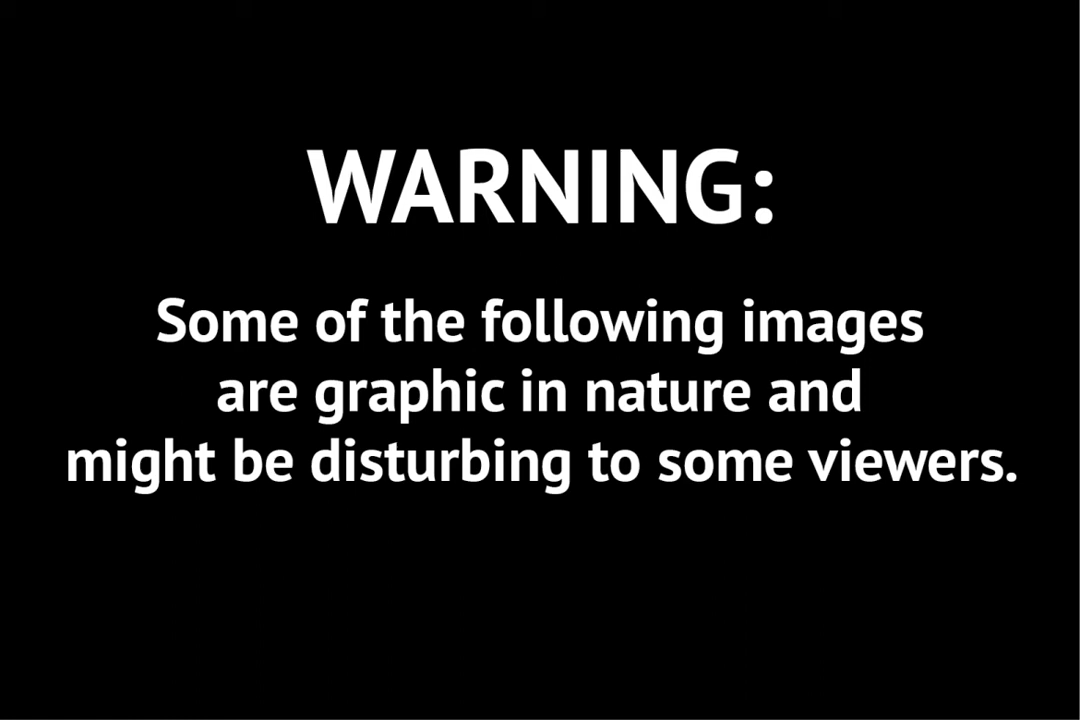 WARNING:
Some of the following images
are graphic in nature and
might be disturbing to some viewers.